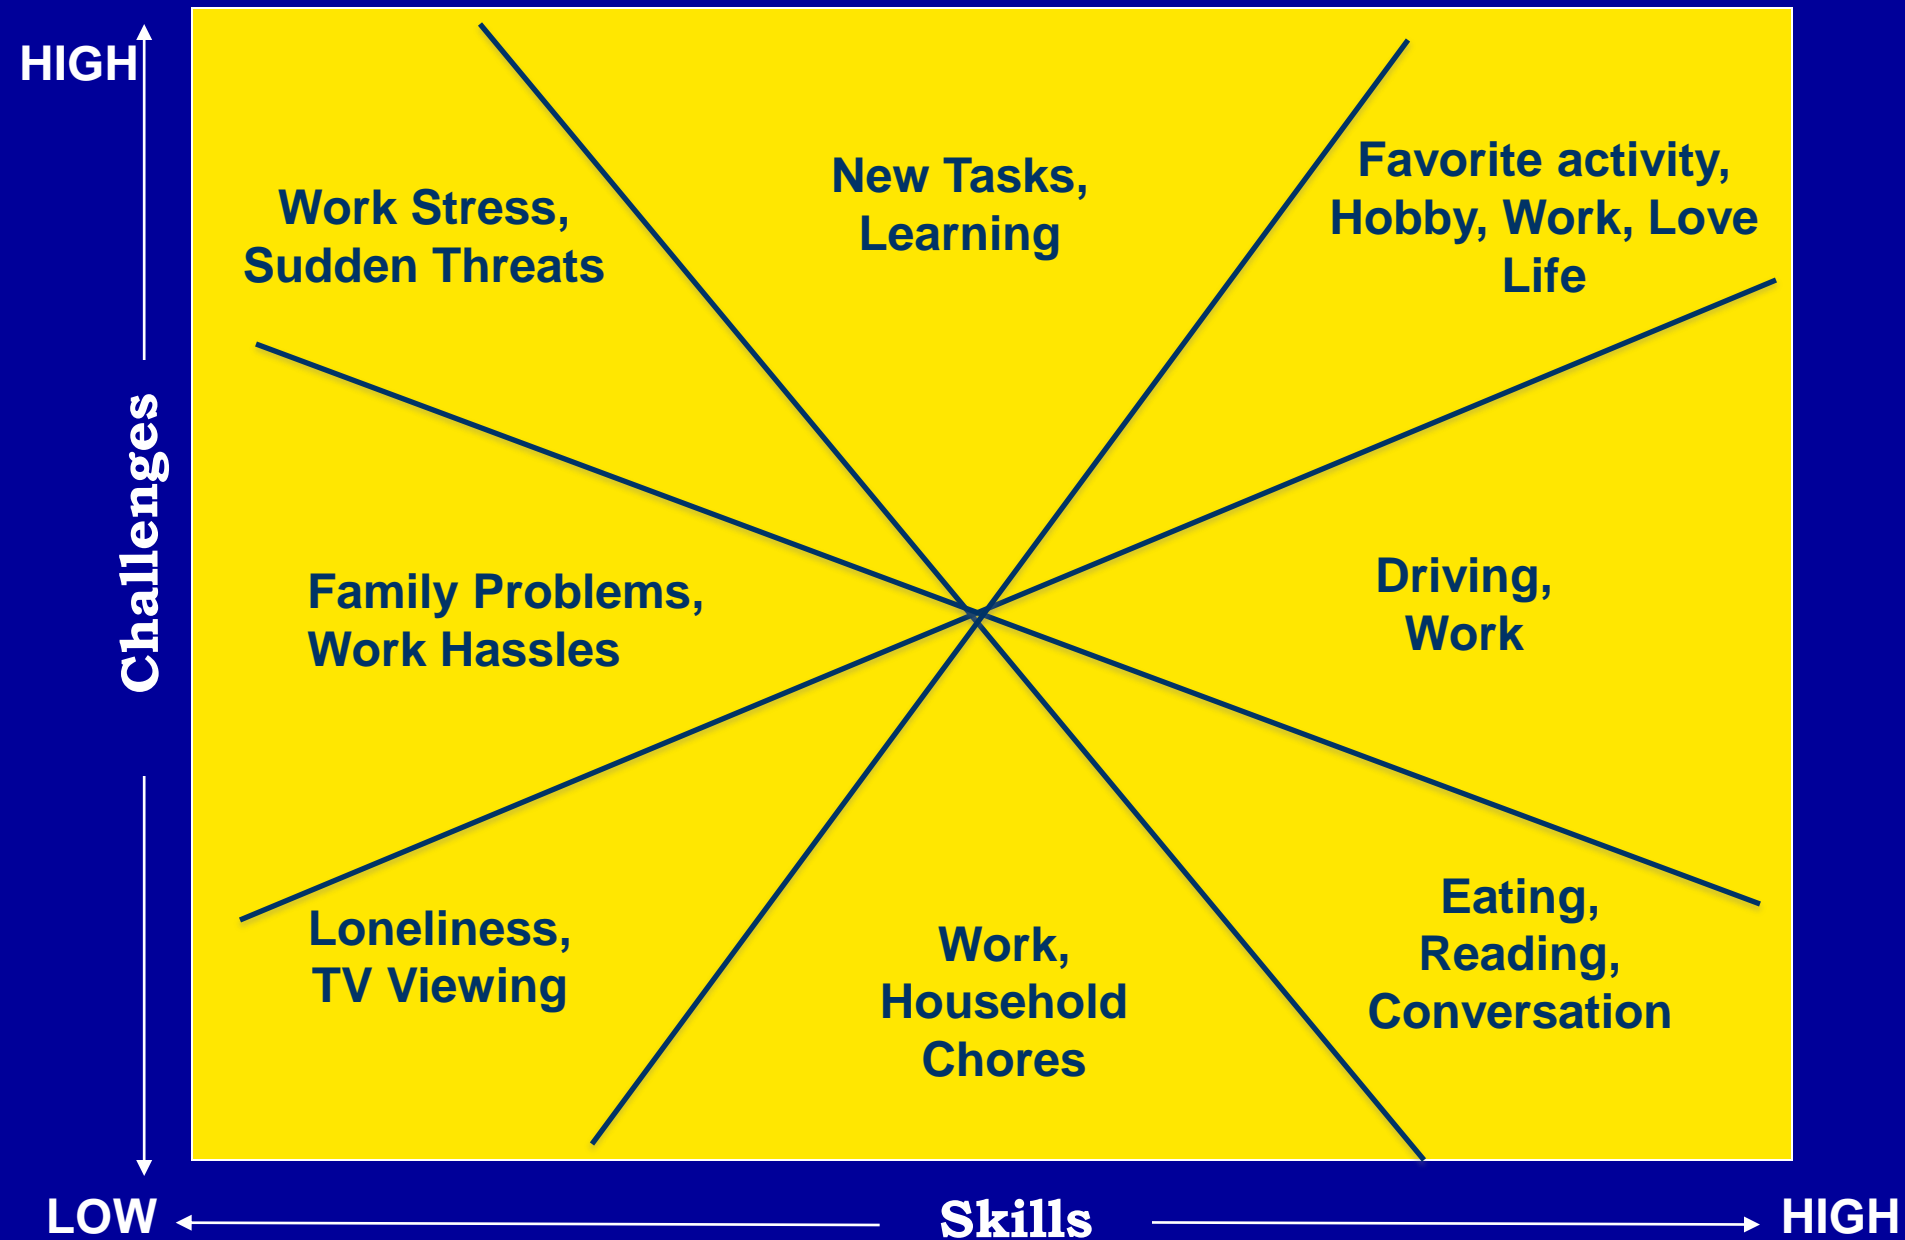 HIGH
Challenges
Work Stress,
Sudden Threats
New Tasks,
Learning
Favorite activity,
Hobby, Work, Love
Life
Family Problems,
Work Hassles
Driving,
Work
Loneliness,
TV Viewing
Work,
Household
Chores
Eating,
Reading,
Conversation
LOW
Skills
HIGH